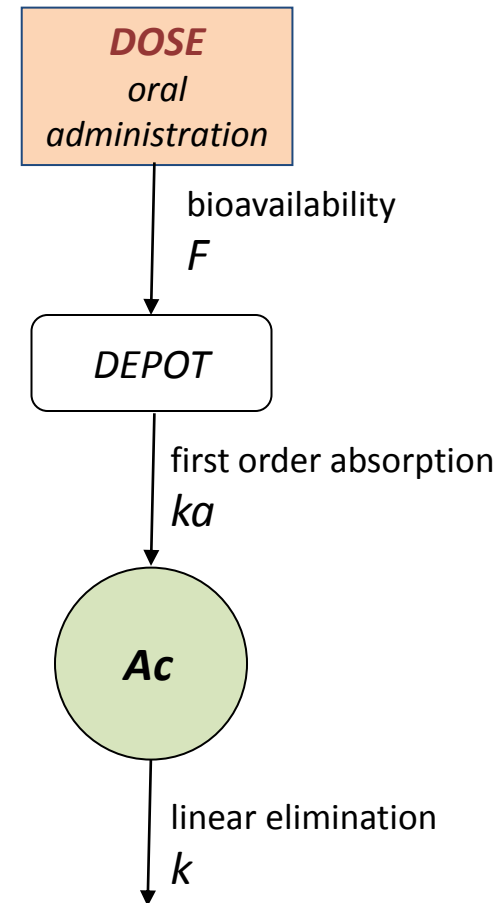 DOSE
oral
administration
bioavailability
F
DEPOT
first order absorption
ka
Ac
linear elimination
k